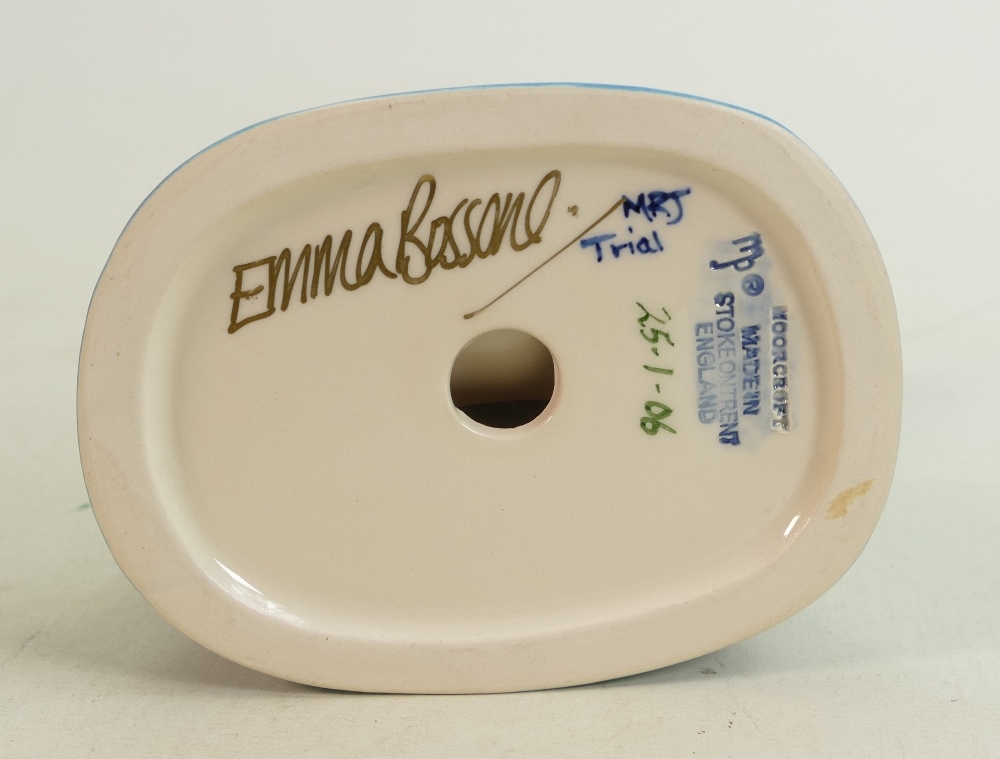 Emma Bossons.
MRJ
Trial
25-1-06
MOORCROFT
MADE IN
STOKE ON TRENT
ENGLAND